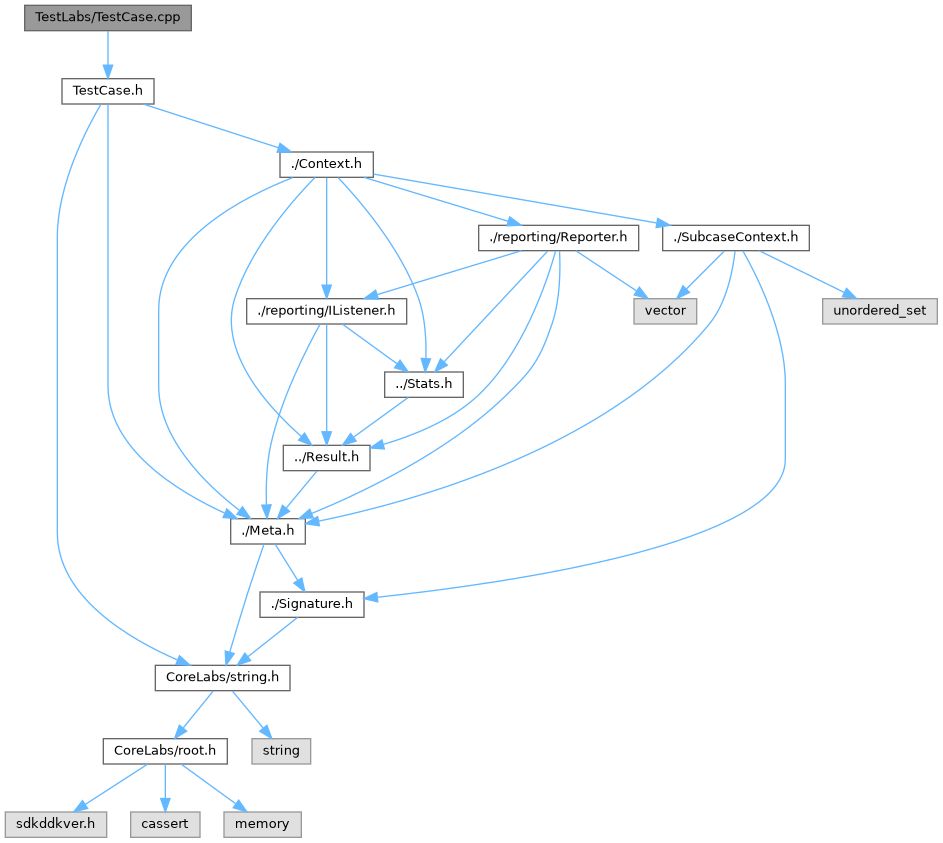 TestLabs/TestCase.cpp
TestCase.h
./Context.h
./reporting/Reporter.h
./SubcaseContext.h
./reporting/IListener.h
vector
unordered_set
../Stats.h
../Result.h
./Meta.h
./Signature.h
CoreLabs/string.h
CoreLabs/root.h
string
sdkddkver.h
cassert
memory